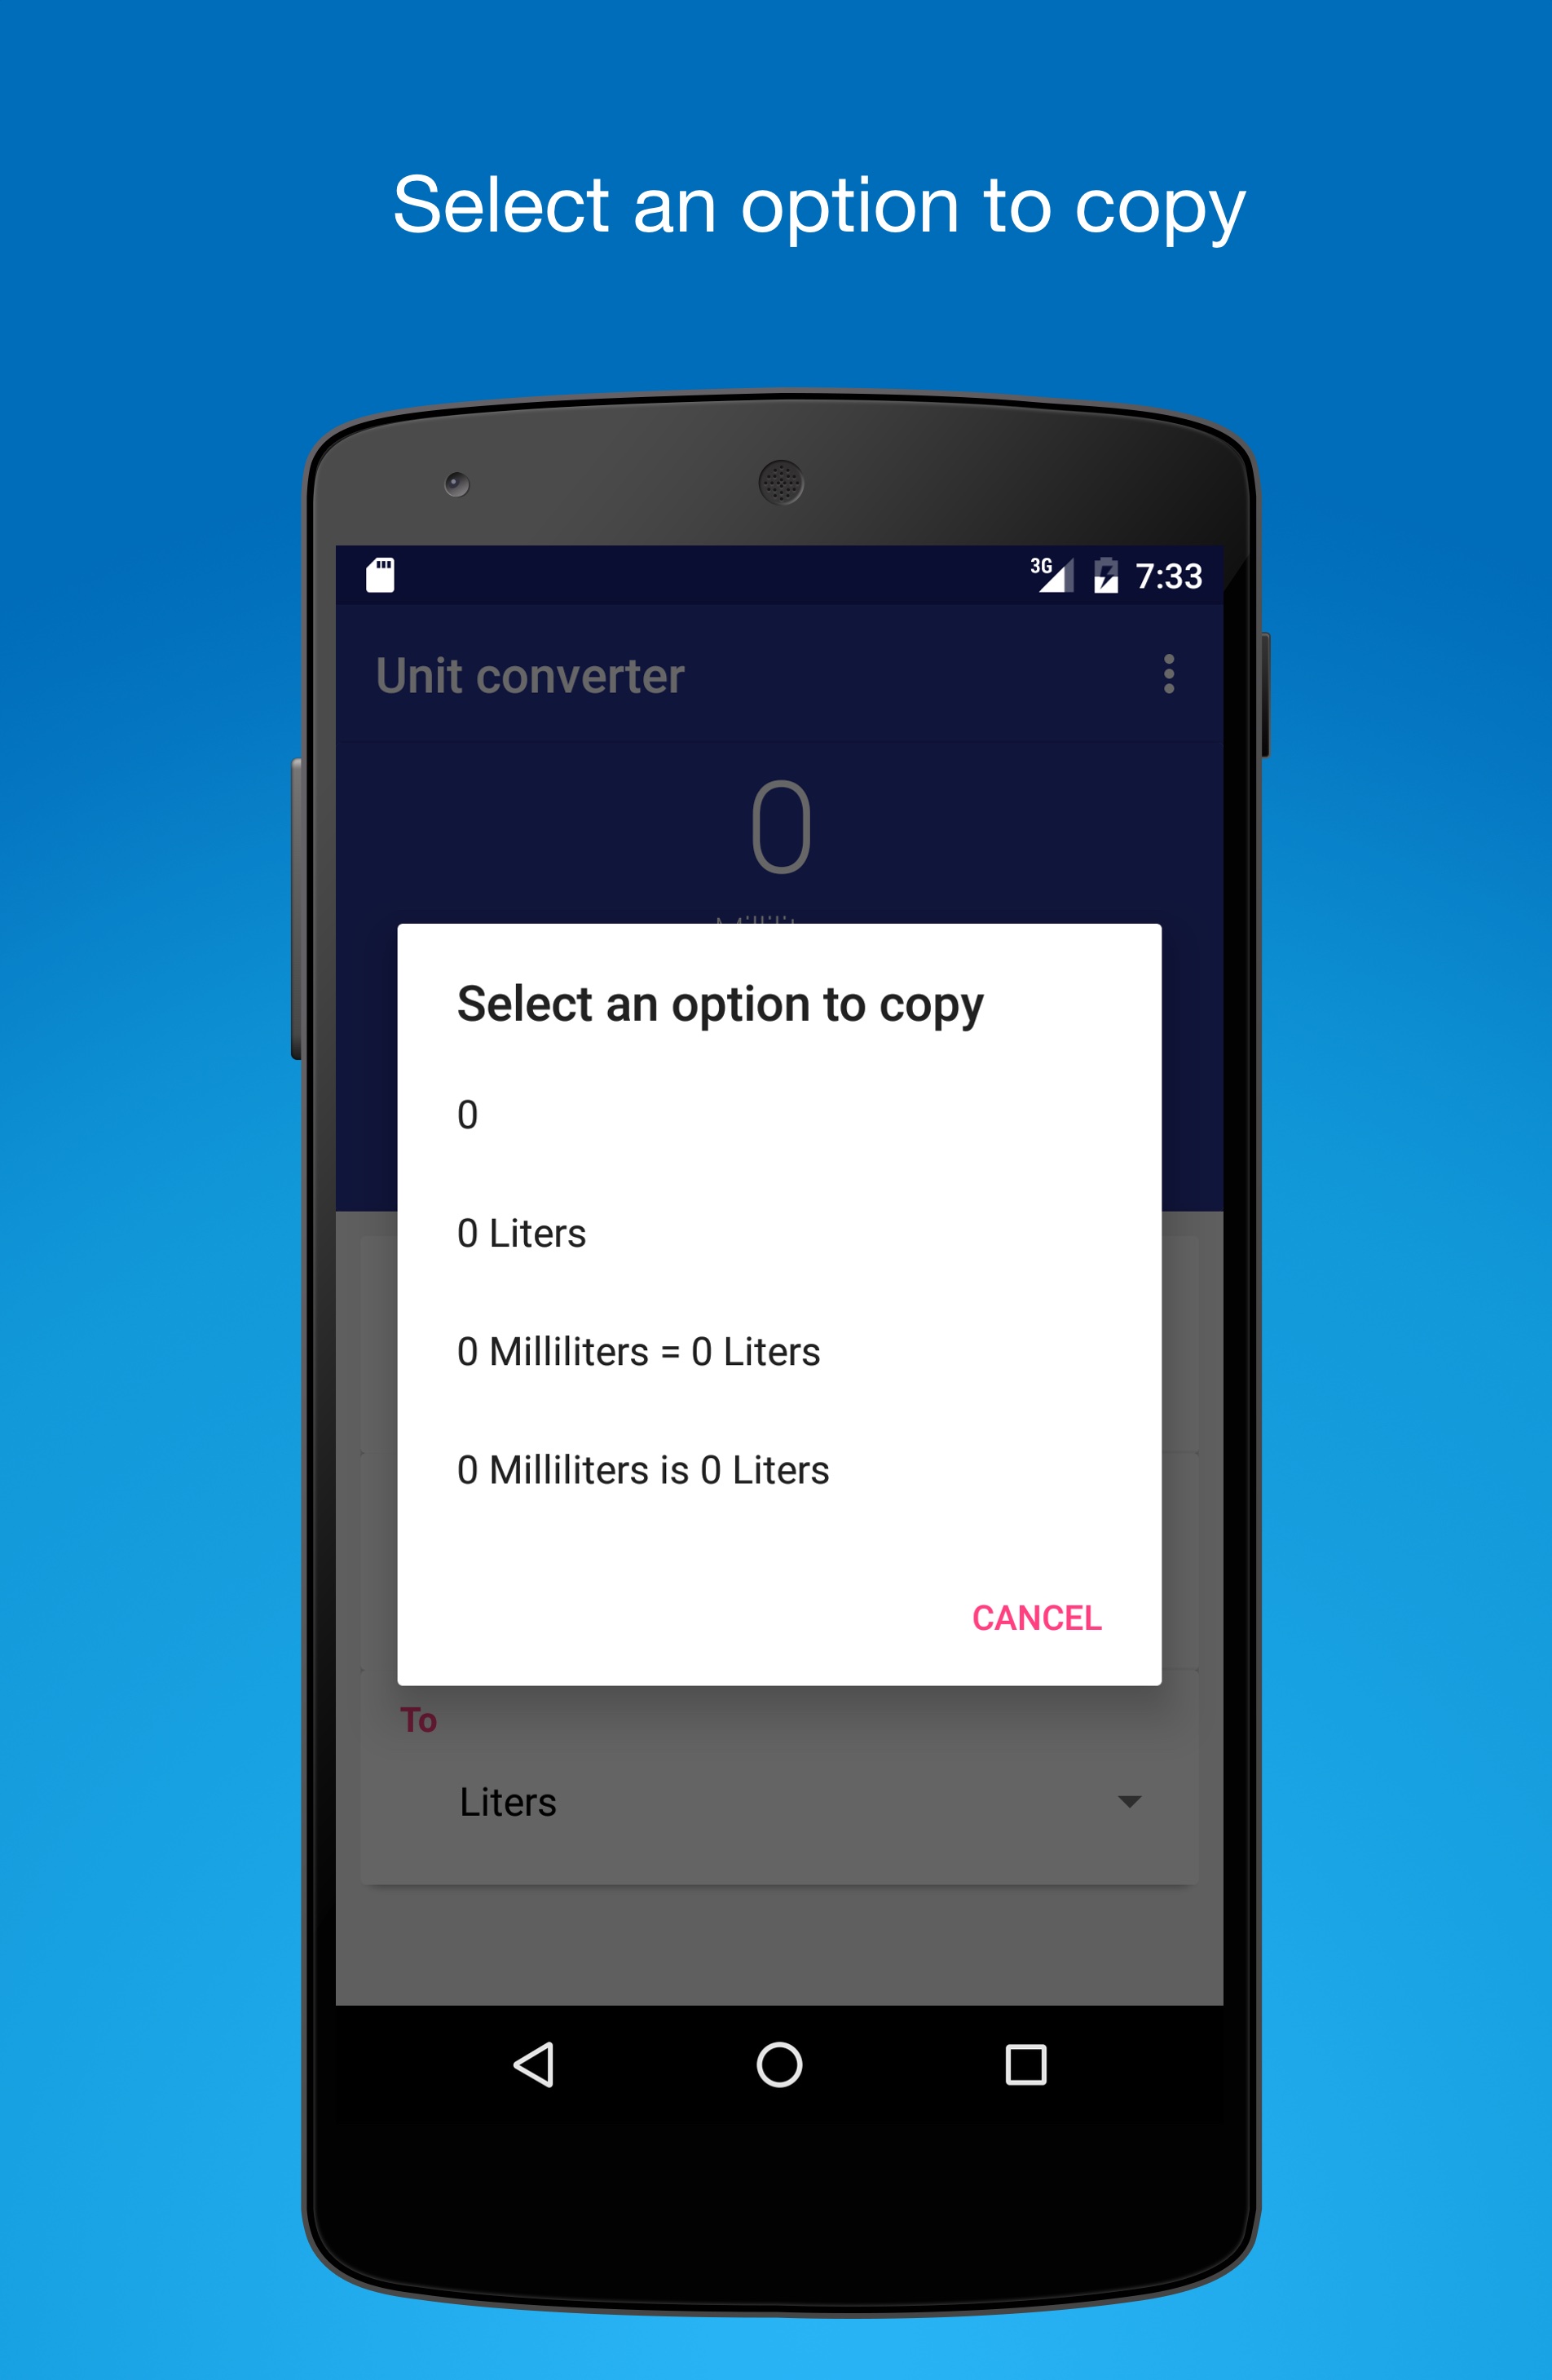 Select an option to copy
3G 7:33
Unit converter
0
Select an option to copy
0
0 Liters
0 Milliliters = 0 Liters
0 Milliliters is 0 Liters
CANCEL
To
Liters